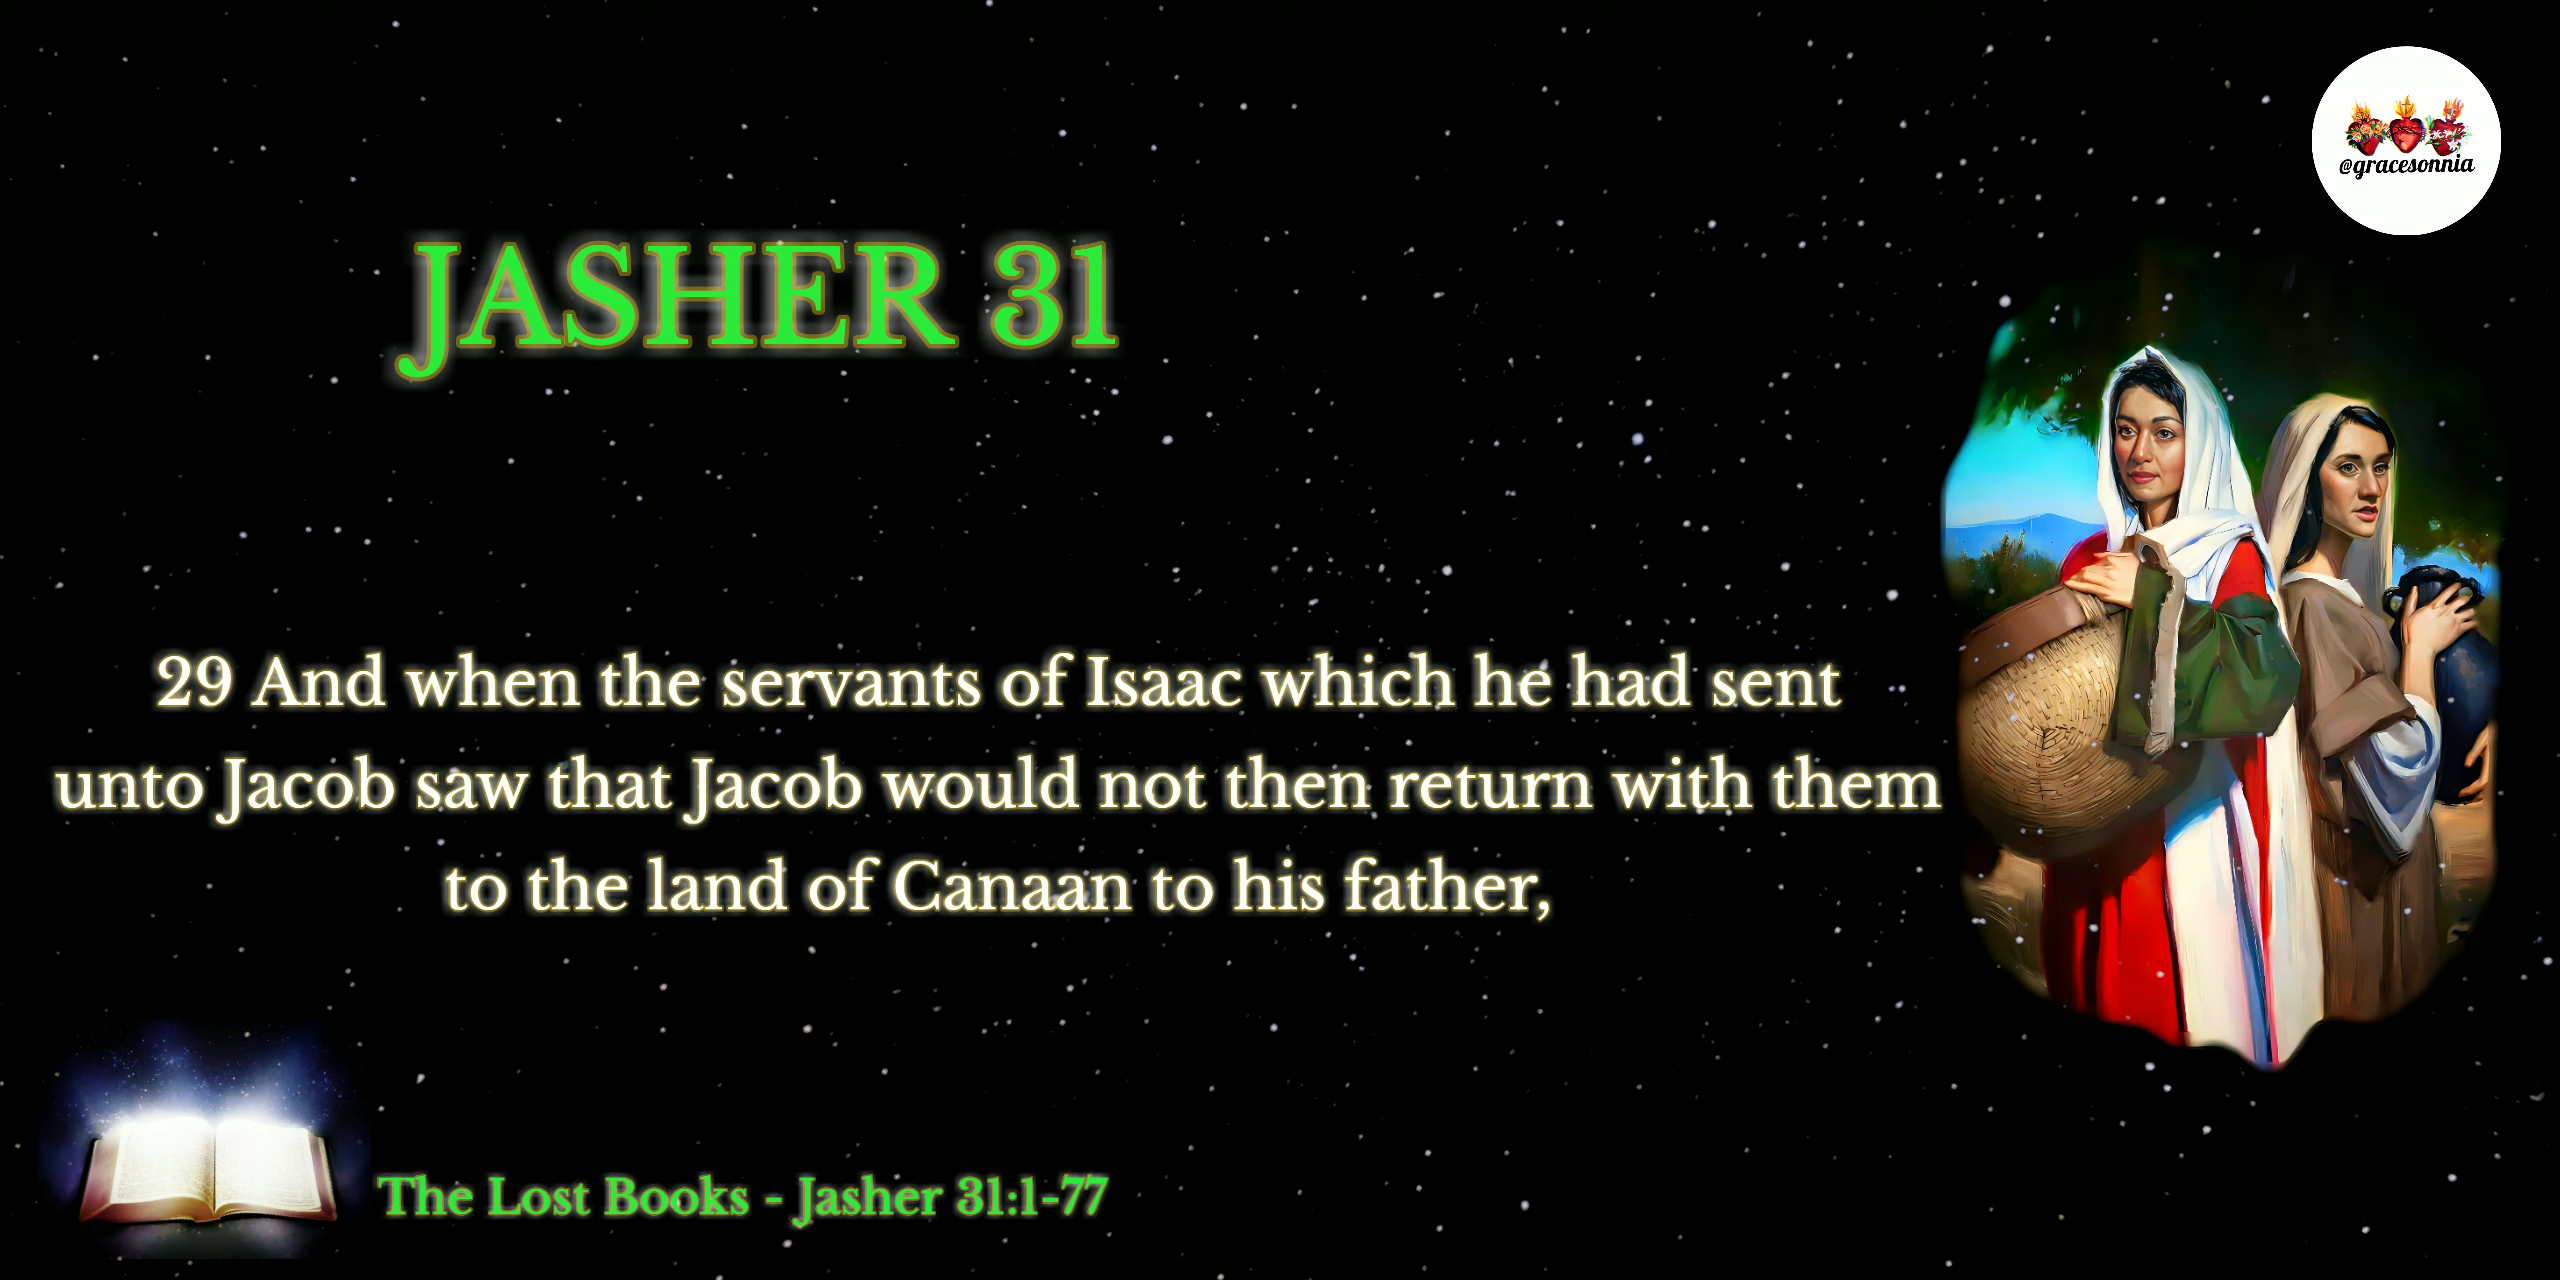 @gracesonnia
JASHER 31
29 And when the servants of Isaac which he had sent
unto Jacob saw that Jacob would not then return with them
to the land of Canaan to his father,
The Lost Books - Jasher 31:1-77